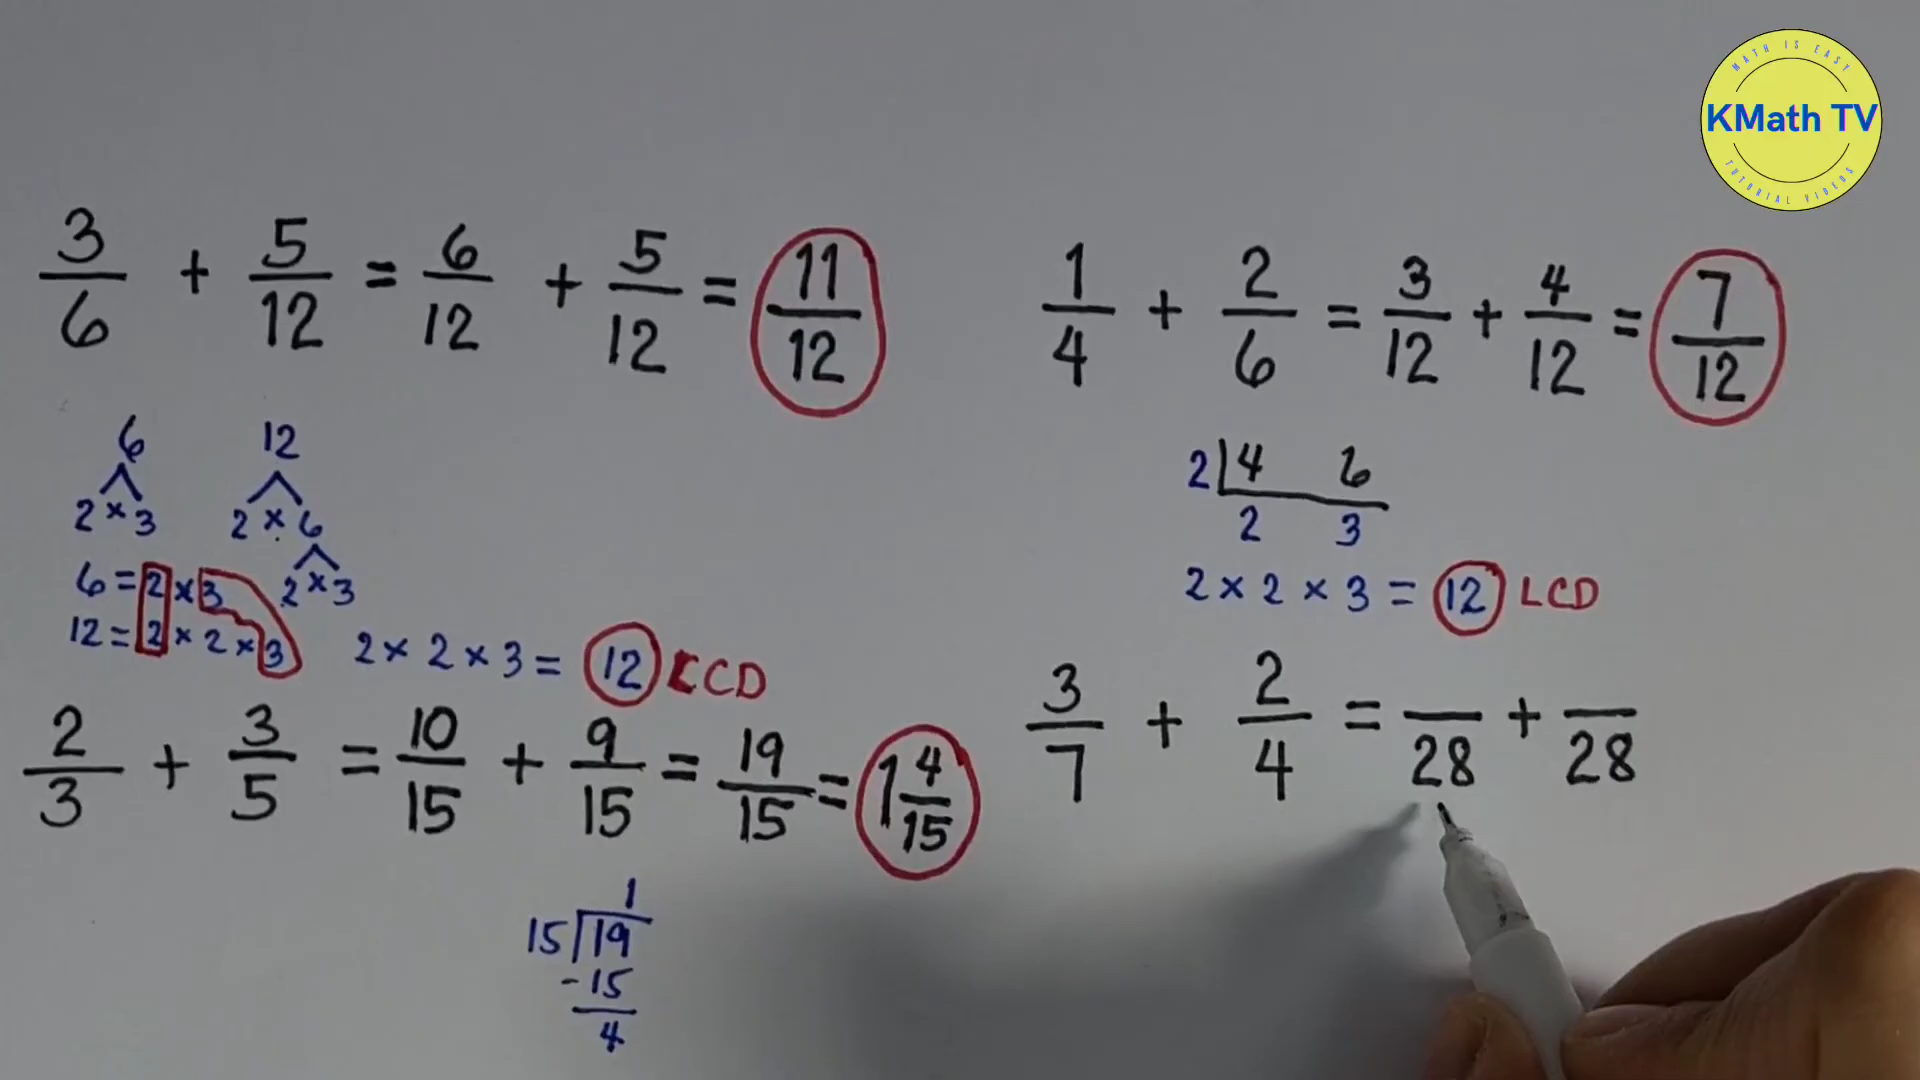 MATH IS EASY
KMath TV
TUTORIAL VIDEOS
3/6 + 5/12 = 6/12 + 5/12 = 11/12
6 12
2 × 3 2 × 6
2 × 3
6 = 2 × 3
12 = 2 × 2 × 3
2 × 2 × 3 = 12 LCD
1/4 + 2/6 = 3/12 + 4/12 = 7/12
2 4 6
2 3
2 × 2 × 3 = 12 LCD
2/3 + 3/5 = 10/15 + 9/15 = 19/15 = 1 4/15
1
15 19
-15
4
3/7 + 2/4 = /28 + /28